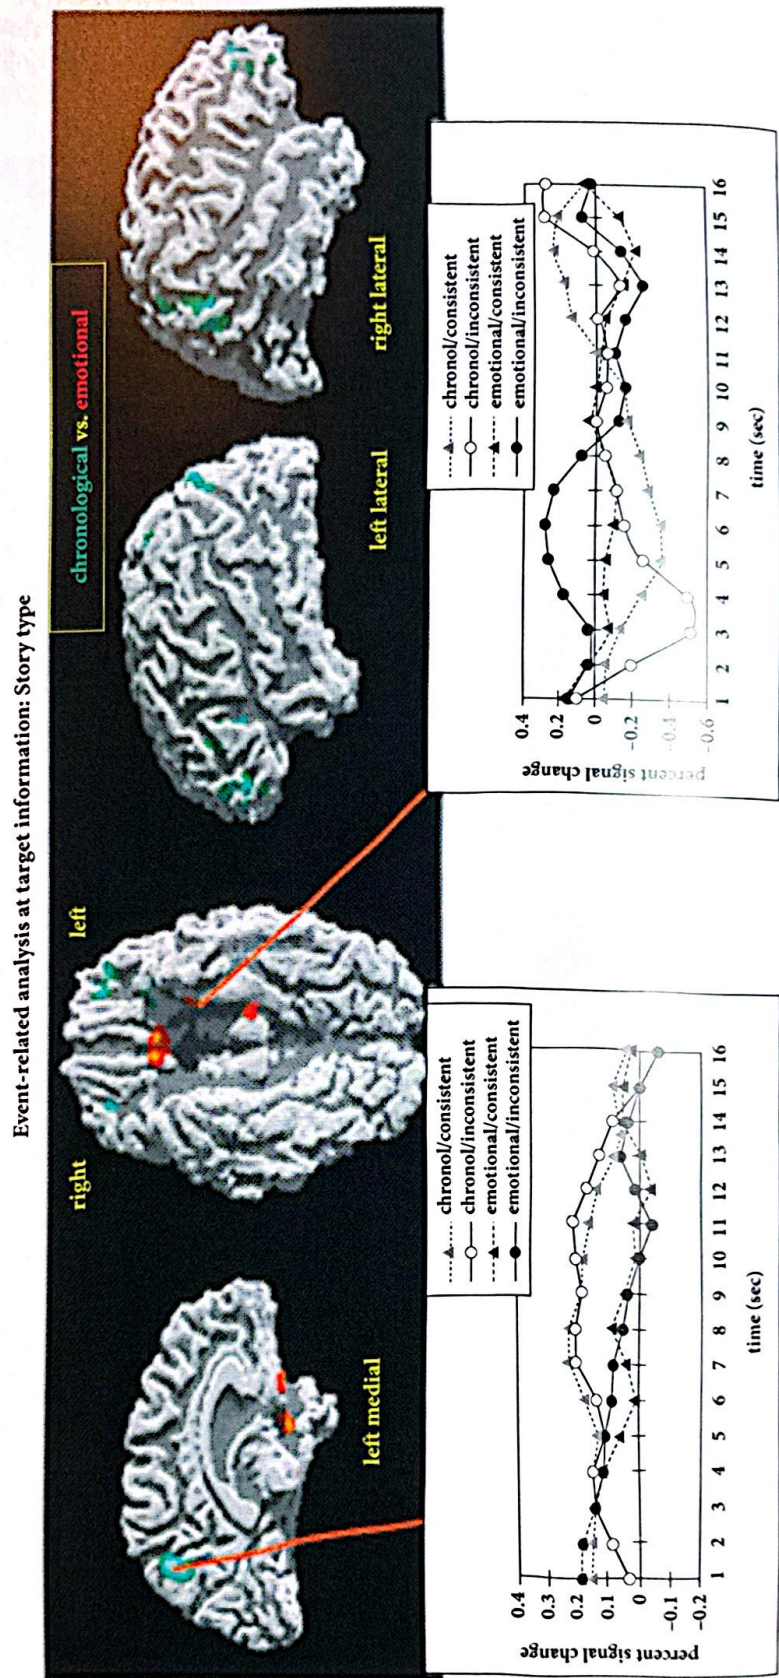 Event-related analysis at target information: Story type
chronological vs. emotional
right
left
left medial
left lateral
right lateral
chronol/consistent
chronol/inconsistent
emotional/consistent
emotional/inconsistent
percent signal change
0.4
0.3
0.2
0.1
0
−0.1
−0.2
1 2 3 4 5 6 7 8 9 10 11 12 13 14 15 16
time (sec)
chronol/consistent
chronol/inconsistent
emotional/consistent
emotional/inconsistent
percent signal change
0.4
0.2
0
−0.2
−0.4
−0.6
1 2 3 4 5 6 7 8 9 10 11 12 13 14 15 16
time (sec)